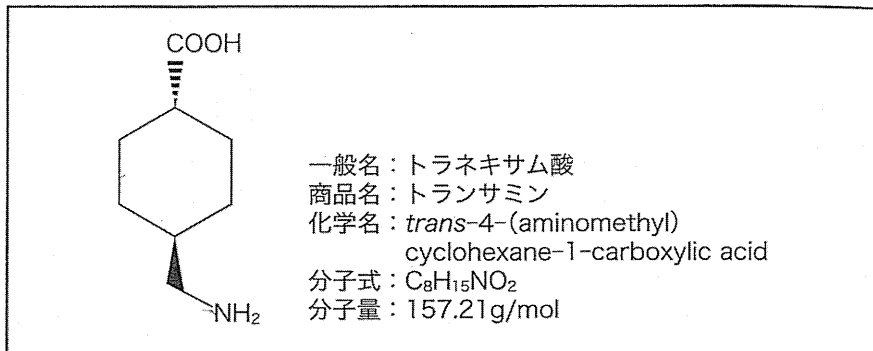 COOH
NH₂
一般名：トラネキサム酸
商品名：トランサミン
化学名：trans-4-(aminomethyl)
cyclohexane-1-carboxylic acid
分子式：C₈H₁₅NO₂
分子量：157.21g/mol